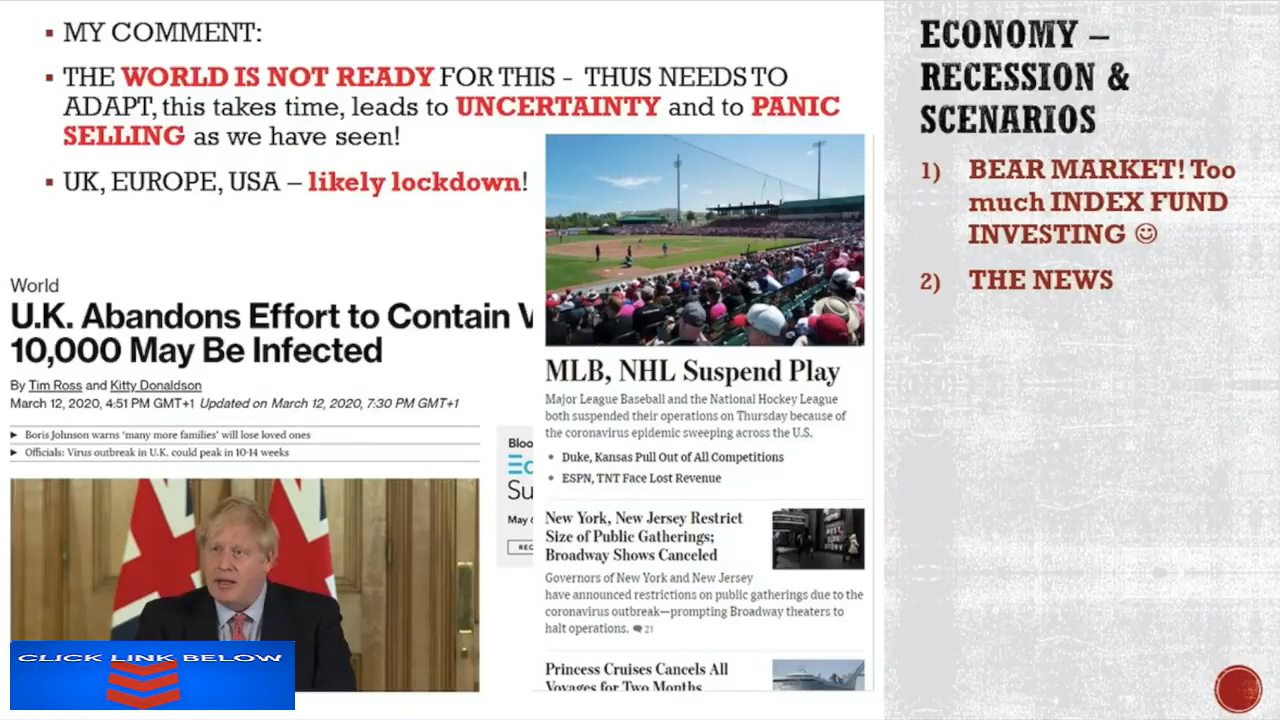 MY COMMENT:
THE WORLD IS NOT READY FOR THIS - THUS NEEDS TO
ADAPT, this takes time, leads to UNCERTAINTY and to PANIC
SELLING as we have seen!
UK, EUROPE, USA – likely lockdown!
World
U.K. Abandons Effort to Contain
10,000 May Be Infected
By Tim Ross and Kitty Donaldson
March 12, 2020, 4:51 PM GMT+1 Updated on March 12, 2020, 7:30 PM GMT+1
Boris Johnson warns 'many more families' will lose loved ones
Officials: Virus outbreak in U.K. could peak in 10-14 weeks
CLICK LINK BELOW
MLB, NHL Suspend Play
Major League Baseball and the National Hockey League
both suspended their operations on Thursday because of
the coronavirus epidemic sweeping across the U.S.
Duke, Kansas Pull Out of All Competitions
ESPN, TNT Face Lost Revenue
New York, New Jersey Restrict
Size of Public Gatherings;
Broadway Shows Canceled
Governors of New York and New Jersey
have announced restrictions on public gatherings due to the
coronavirus outbreak—prompting Broadway theaters to
halt operations. 21
Princess Cruises Cancels All
Voyages for Two Months
ECONOMY –
RECESSION &
SCENARIOS
1) BEAR MARKET! Too
much INDEX FUND
INVESTING ☺
2) THE NEWS